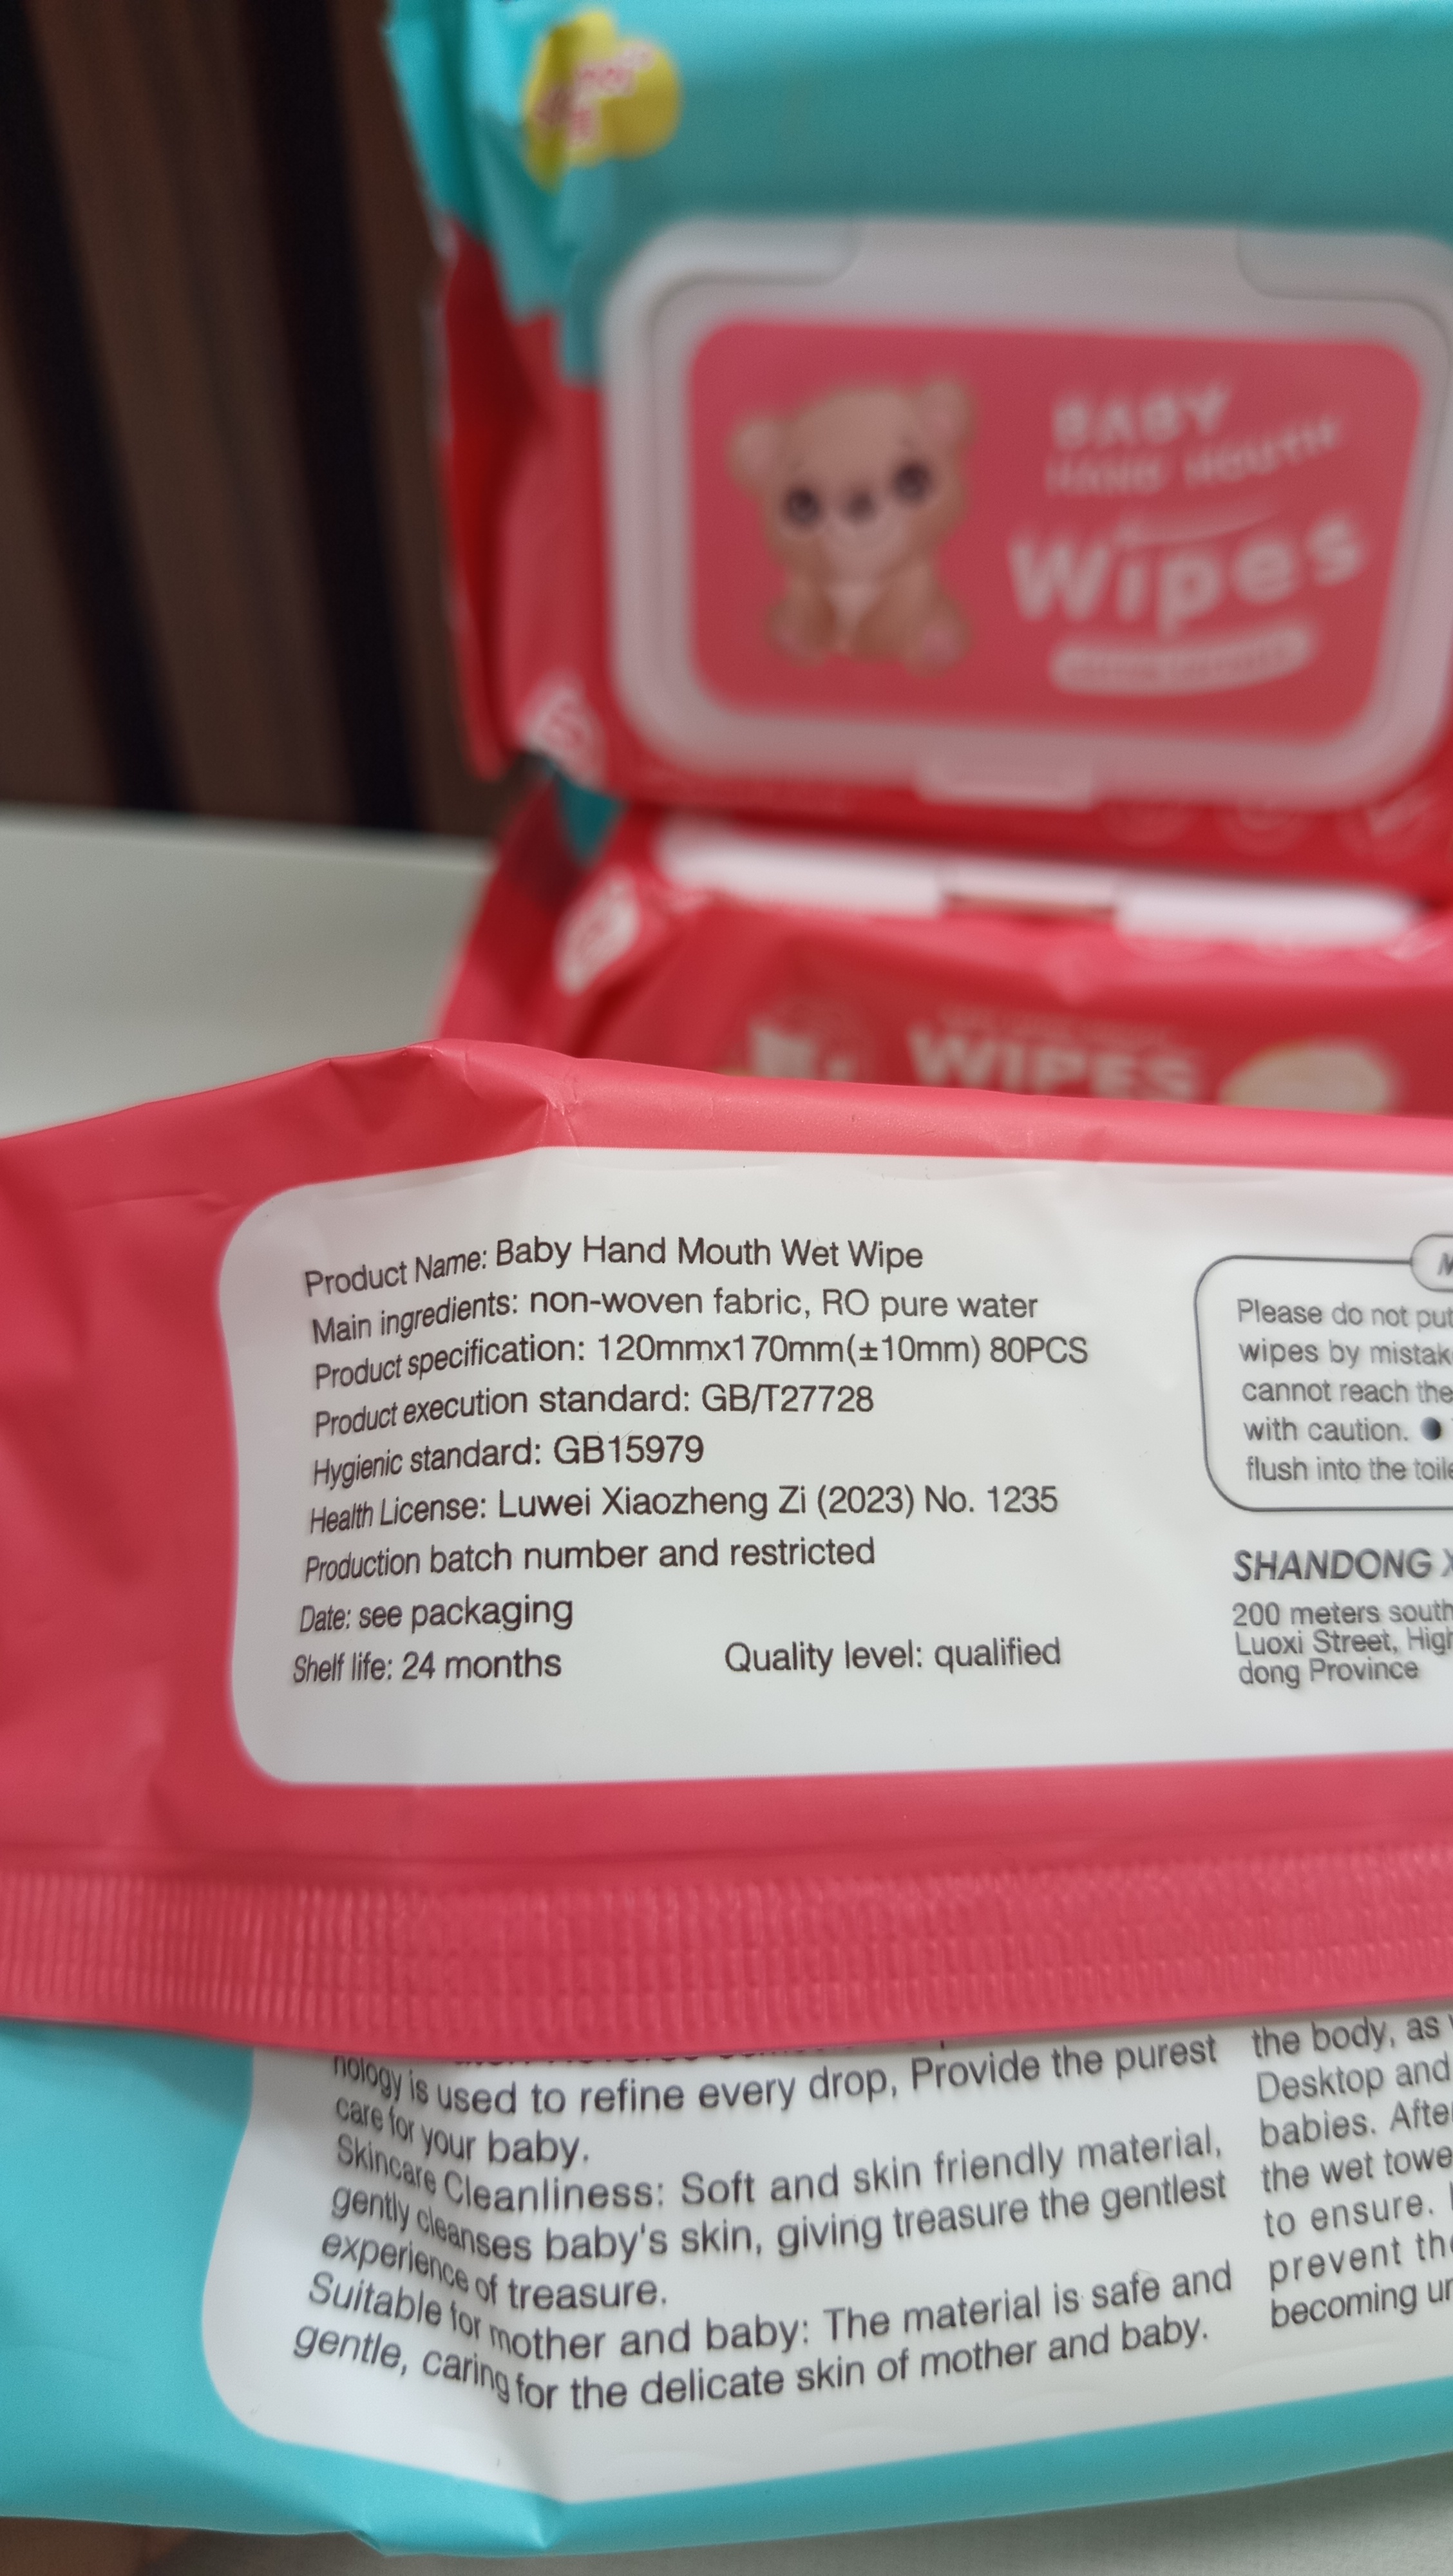 BABY
HAND MOUTH
Wipes
WIPES
Product Name: Baby Hand Mouth Wet Wipe
Main ingredients: non-woven fabric, RO pure water
Product specification: 120mmx170mm(±10mm) 80PCS
Product execution standard: GB/T27728
Hygienic standard: GB15979
Health License: Luwei Xiaozheng Zi (2023) No. 1235
Production batch number and restricted
Date: see packaging
Shelf life: 24 months
Quality level: qualified
Please do not put
wipes by mistak
cannot reach the
with caution. ●
flush into the toile
SHANDONG
200 meters south
Luoxi Street, High
dong Province
nology is used to refine every drop, Provide the purest
care for your baby.
Skincare Cleanliness: Soft and skin friendly material,
gently cleanses baby's skin, giving treasure the gentlest
experience of treasure.
Suitable for mother and baby: The material is safe and
gentle, caring for the delicate skin of mother and baby.
the body, as
Desktop and
babies. Afte
the wet towe
to ensure.
prevent th
becoming